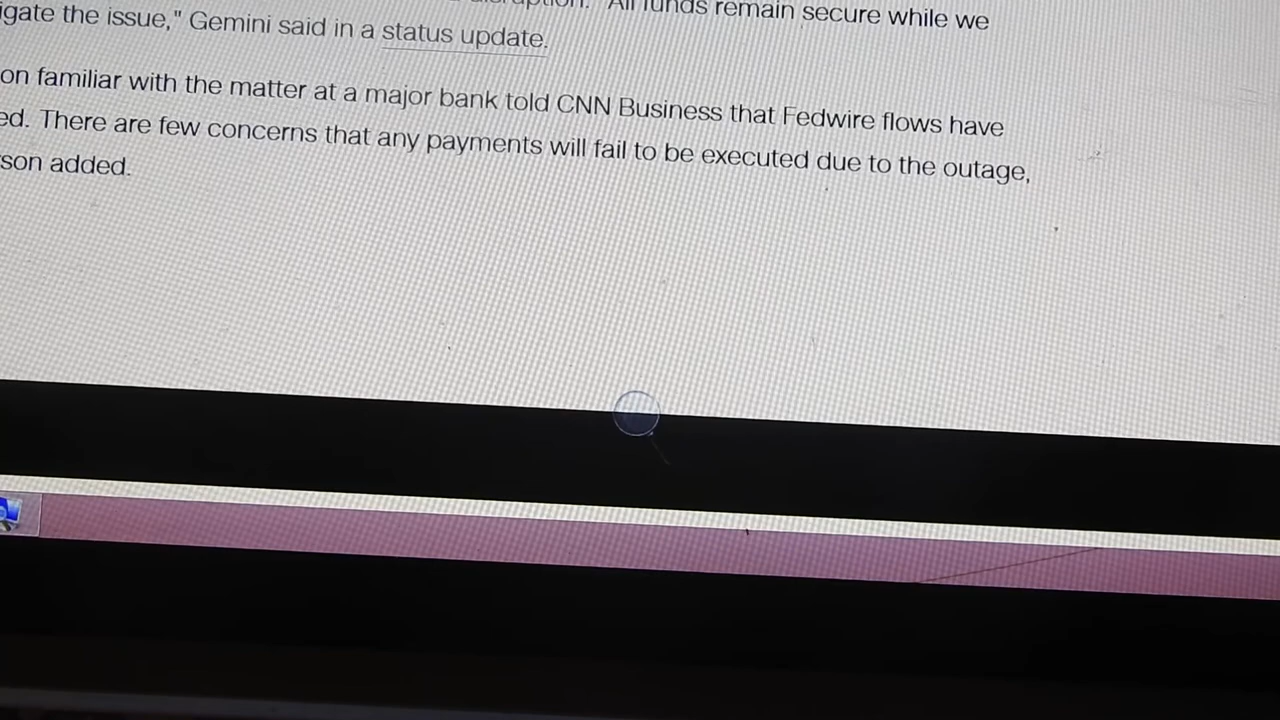 disruption. "All funds remain secure while we
igate the issue," Gemini said in a status update.
on familiar with the matter at a major bank told CNN Business that Fedwire flows have
ed. There are few concerns that any payments will fail to be executed due to the outage,
rson added.